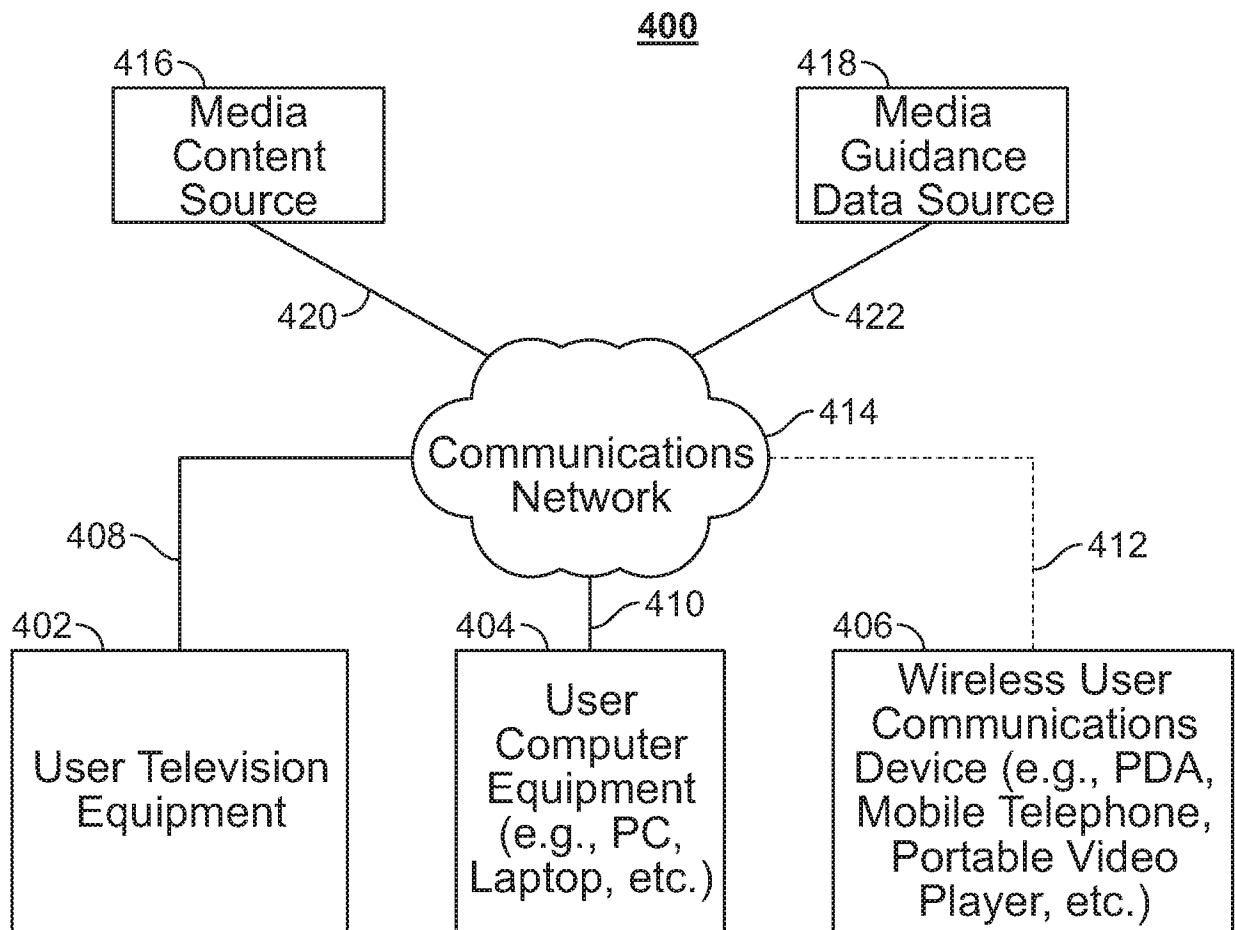 400
416
Media
Content
Source
418
Media
Guidance
Data Source
420
422
414
Communications
Network
408
412
410
402
User Television
Equipment
404
User
Computer
Equipment
(e.g., PC,
Laptop, etc.)
406
Wireless User
Communications
Device (e.g., PDA,
Mobile Telephone,
Portable Video
Player, etc.)